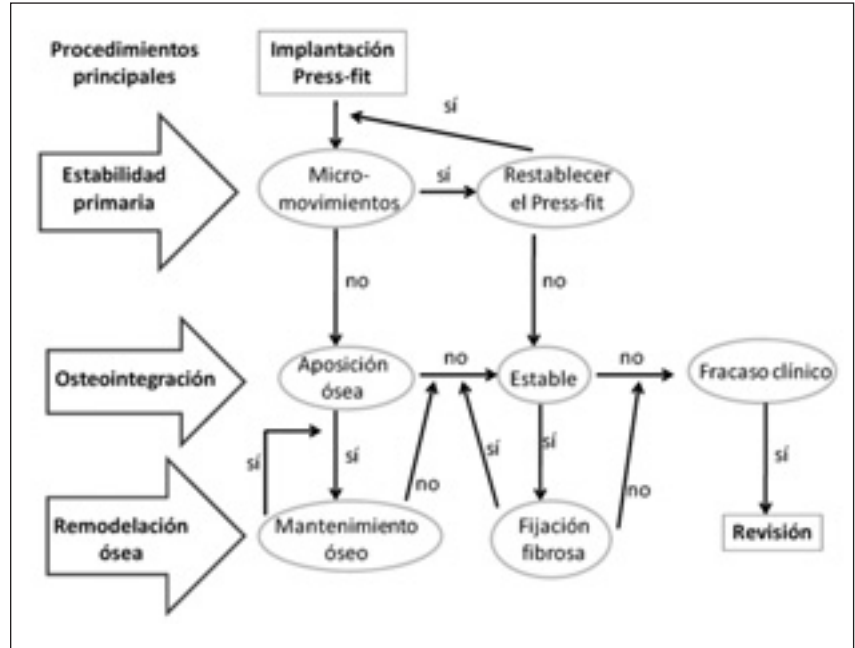 Procedimientos
principales
Implantación
Press-fit
sí
Estabilidad
primaria
Micro-
movimientos
sí
Restablecer
el Press-fit
no
no
Osteointegración
Aposición
ósea
no
Estable
no
Fracaso clínico
sí
sí
no
sí
sí
no
sí
Remodelación
ósea
Mantenimiento
óseo
Fijación
fibrosa
Revisión